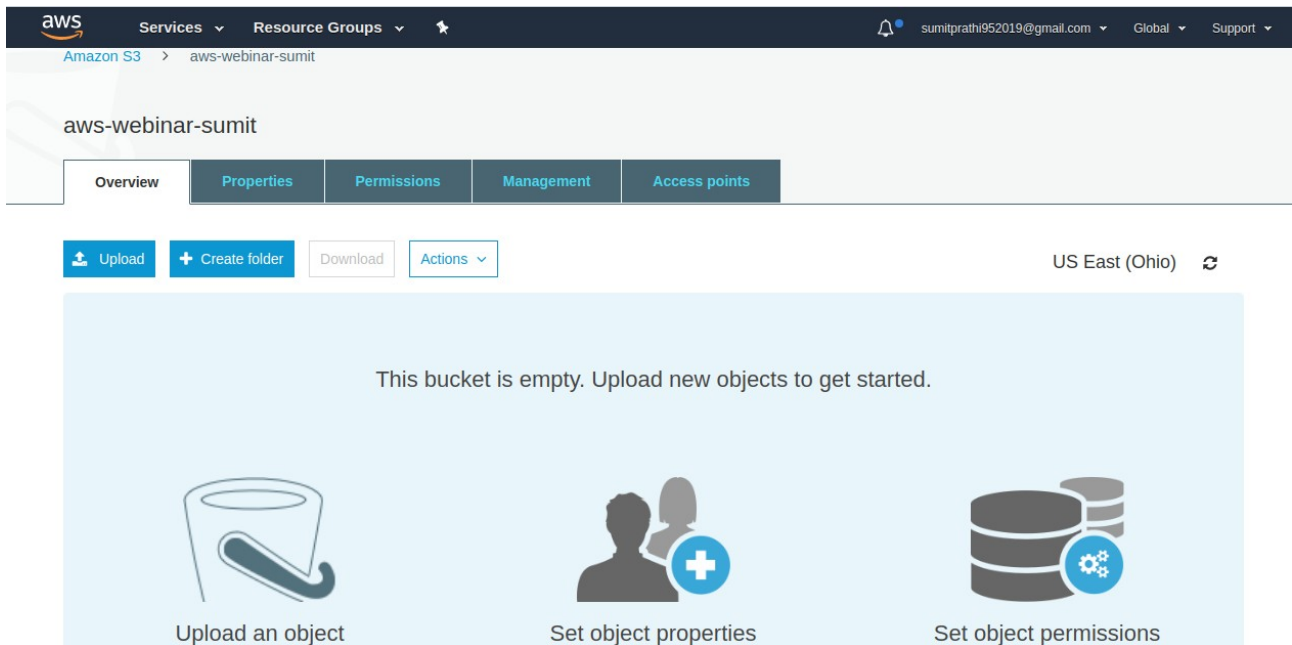 aws Services Resource Groups sumitprathi952019@gmail.com Global Support
Amazon S3 > aws-webinar-sumit
aws-webinar-sumit
Overview Properties Permissions Management Access points
Upload Create folder Download Actions US East (Ohio)
This bucket is empty. Upload new objects to get started.
Upload an object Set object properties Set object permissions